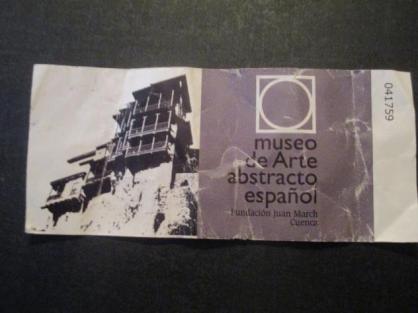 museo
de Arte
abstracto
español
Fundación Juan March
Cuenca
041759